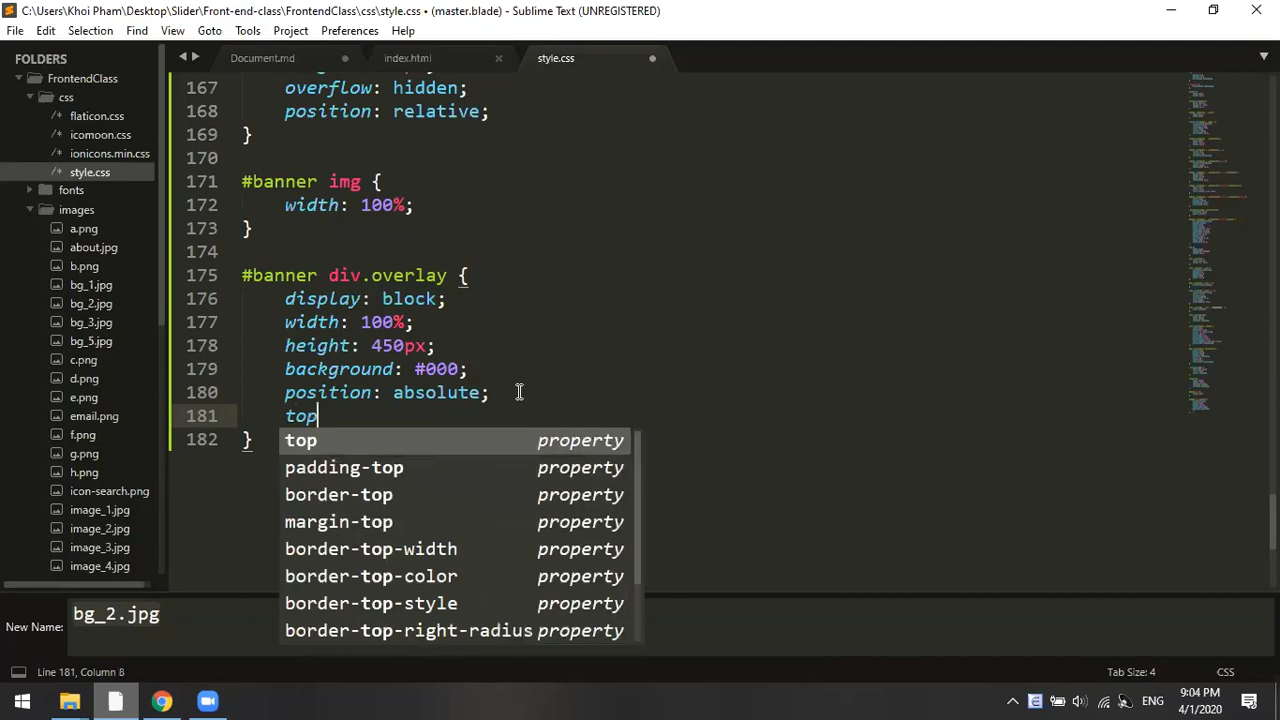 C:\Users\Khoi Pham\Desktop\Slider\Front-end-class\FrontendClass\css\style.css • (master.blade) - Sublime Text (UNREGISTERED)
File Edit Selection Find View Goto Tools Project Preferences Help
FOLDERS
FrontendClass
css
/* flaticon.css
/* icomoon.css
/* ionicons.min.css
/* style.css
fonts
images
a.png
about.jpg
b.png
bg_1.jpg
bg_2.jpg
bg_3.jpg
bg_5.jpg
c.png
d.png
e.png
email.png
f.png
g.png
h.png
icon-search.png
image_1.jpg
image_2.jpg
image_3.jpg
image_4.jpg
Document.md index.html style.css
167 overflow: hidden;
168 position: relative;
169 }
170
171 #banner img {
172 width: 100%;
173 }
174
175 #banner div.overlay {
176 display: block;
177 width: 100%;
178 height: 450px;
179 background: #000;
180 position: absolute;
181 top
182 }
top property
padding-top property
border-top property
margin-top property
border-top-width property
border-top-color property
border-top-style property
border-top-right-radius property
New Name: bg_2.jpg
Line 181, Column 8 Tab Size: 4 CSS
ENG
9:04 PM
4/1/2020